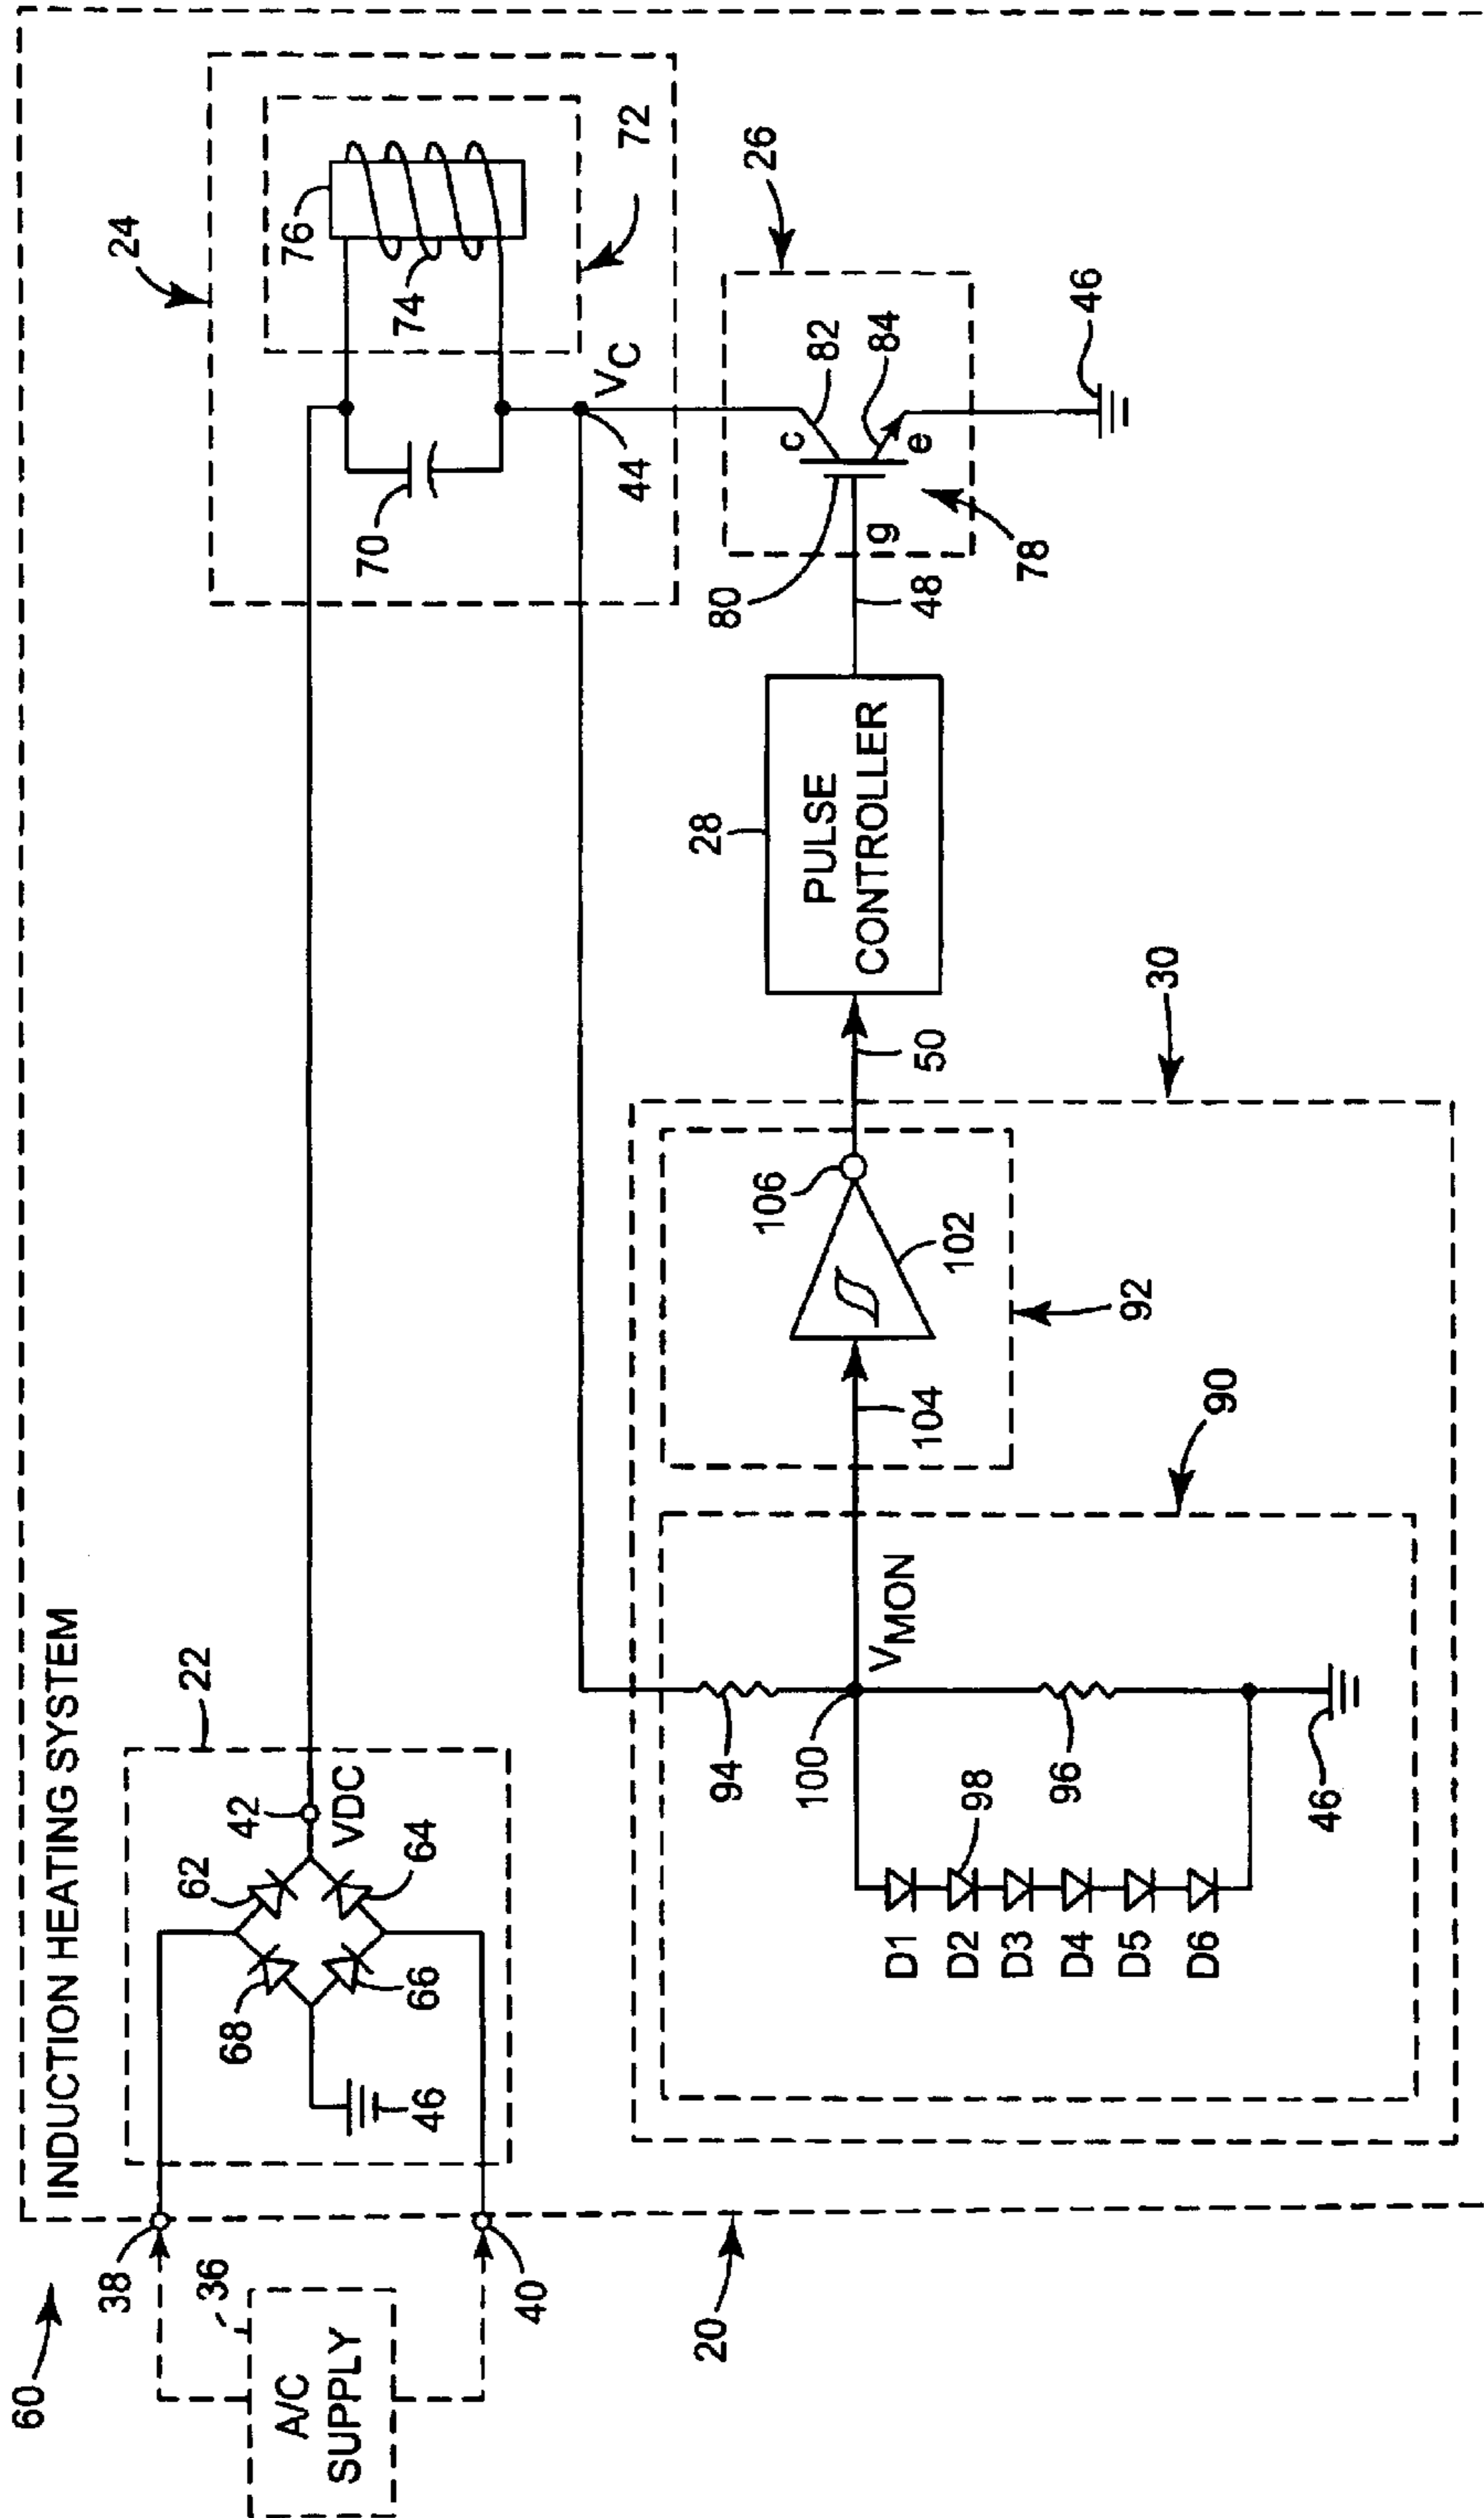 60
INDUCTION HEATING SYSTEM
24
38
22
76
62
42
36
A/C
SUPPLY
VDC
74
72
68
64
70
66
46
VC
44
26
40
20
80
c
82
84
e
g
46
48
78
28
PULSE
CONTROLLER
94
100
VMON
106
104
50
102
D1
D2
D3
D4
D5
D6
98
96
92
30
90
46